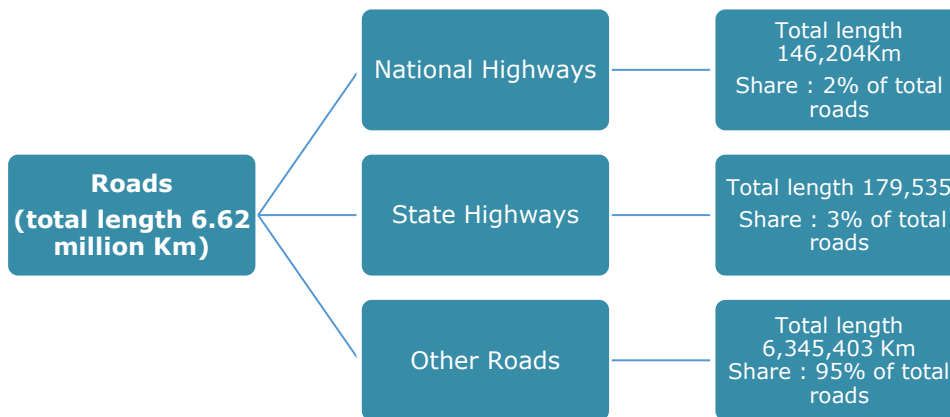 Roads
(total length 6.62
million Km)
National Highways
Total length
146,204Km
Share : 2% of total
roads
State Highways
Total length 179,535
Share : 3% of total
roads
Other Roads
Total length
6,345,403 Km
Share : 95% of total
roads